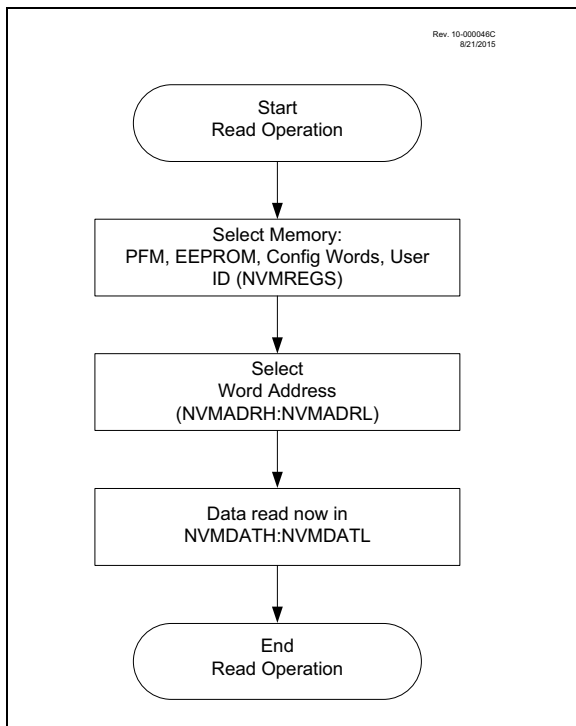 Rev. 10-000046C
8/21/2015
Start
Read Operation
Select Memory:
PFM, EEPROM, Config Words, User
ID (NVMREGS)
Select
Word Address
(NVMADRH:NVMADRL)
Data read now in
NVMDATH:NVMDATL
End
Read Operation